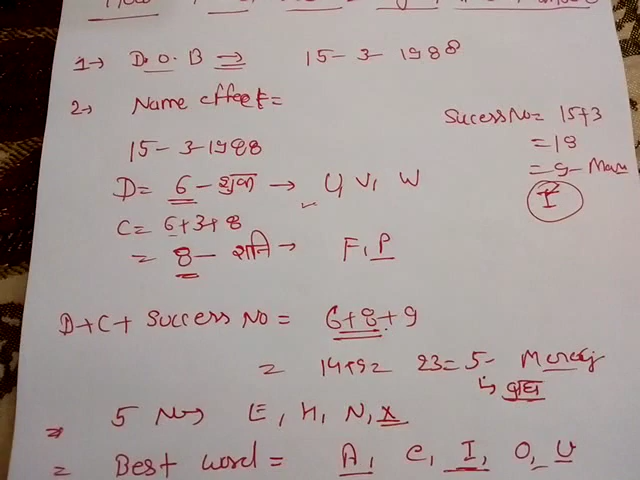 1→ D.O.B ⇒ 15-3-1988
2→ Name effect=
15-3-1988
Sucess No= 15+3
=18
=9- Mars
I
D= 6-शुक्र → U, V, W
C= 6+3+8
= 8- शनि → F, P
D+C+ Success No = 6+8+9
= 14+9= 23=5- Mercury
↳ बुध
⇒ 5 No→ E, H, N, X
= Best word = A, E, I, O, U